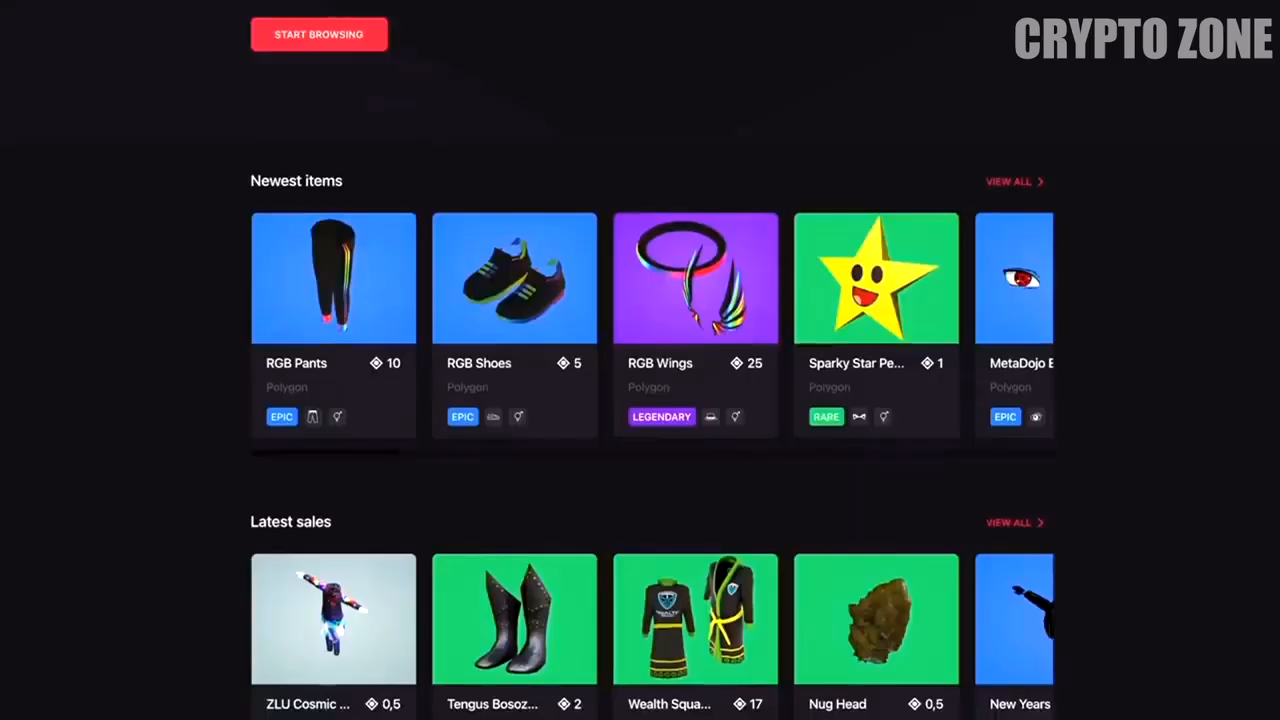 START BROWSING
CRYPTO ZONE
Newest items
VIEW ALL
RGB Pants 10
Polygon
EPIC
RGB Shoes 5
Polygon
EPIC
RGB Wings 25
Polygon
LEGENDARY
Sparky Star Pe... 1
Polygon
RARE
MetaDojo E
Polygon
EPIC
Latest sales
VIEW ALL
ZLU Cosmic ... 0,5
Tengus Bosoz... 2
Wealth Squa... 17
Nug Head 0,5
New Years